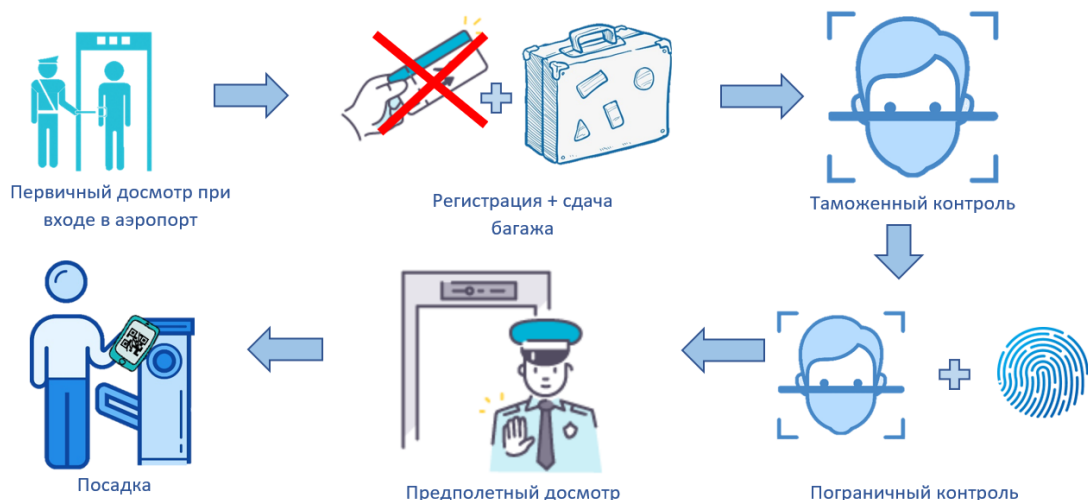 Первичный досмотр при
входе в аэропорт
Регистрация + сдача
багажа
Таможенный контроль
Посадка
Предполетный досмотр
Пограничный контроль